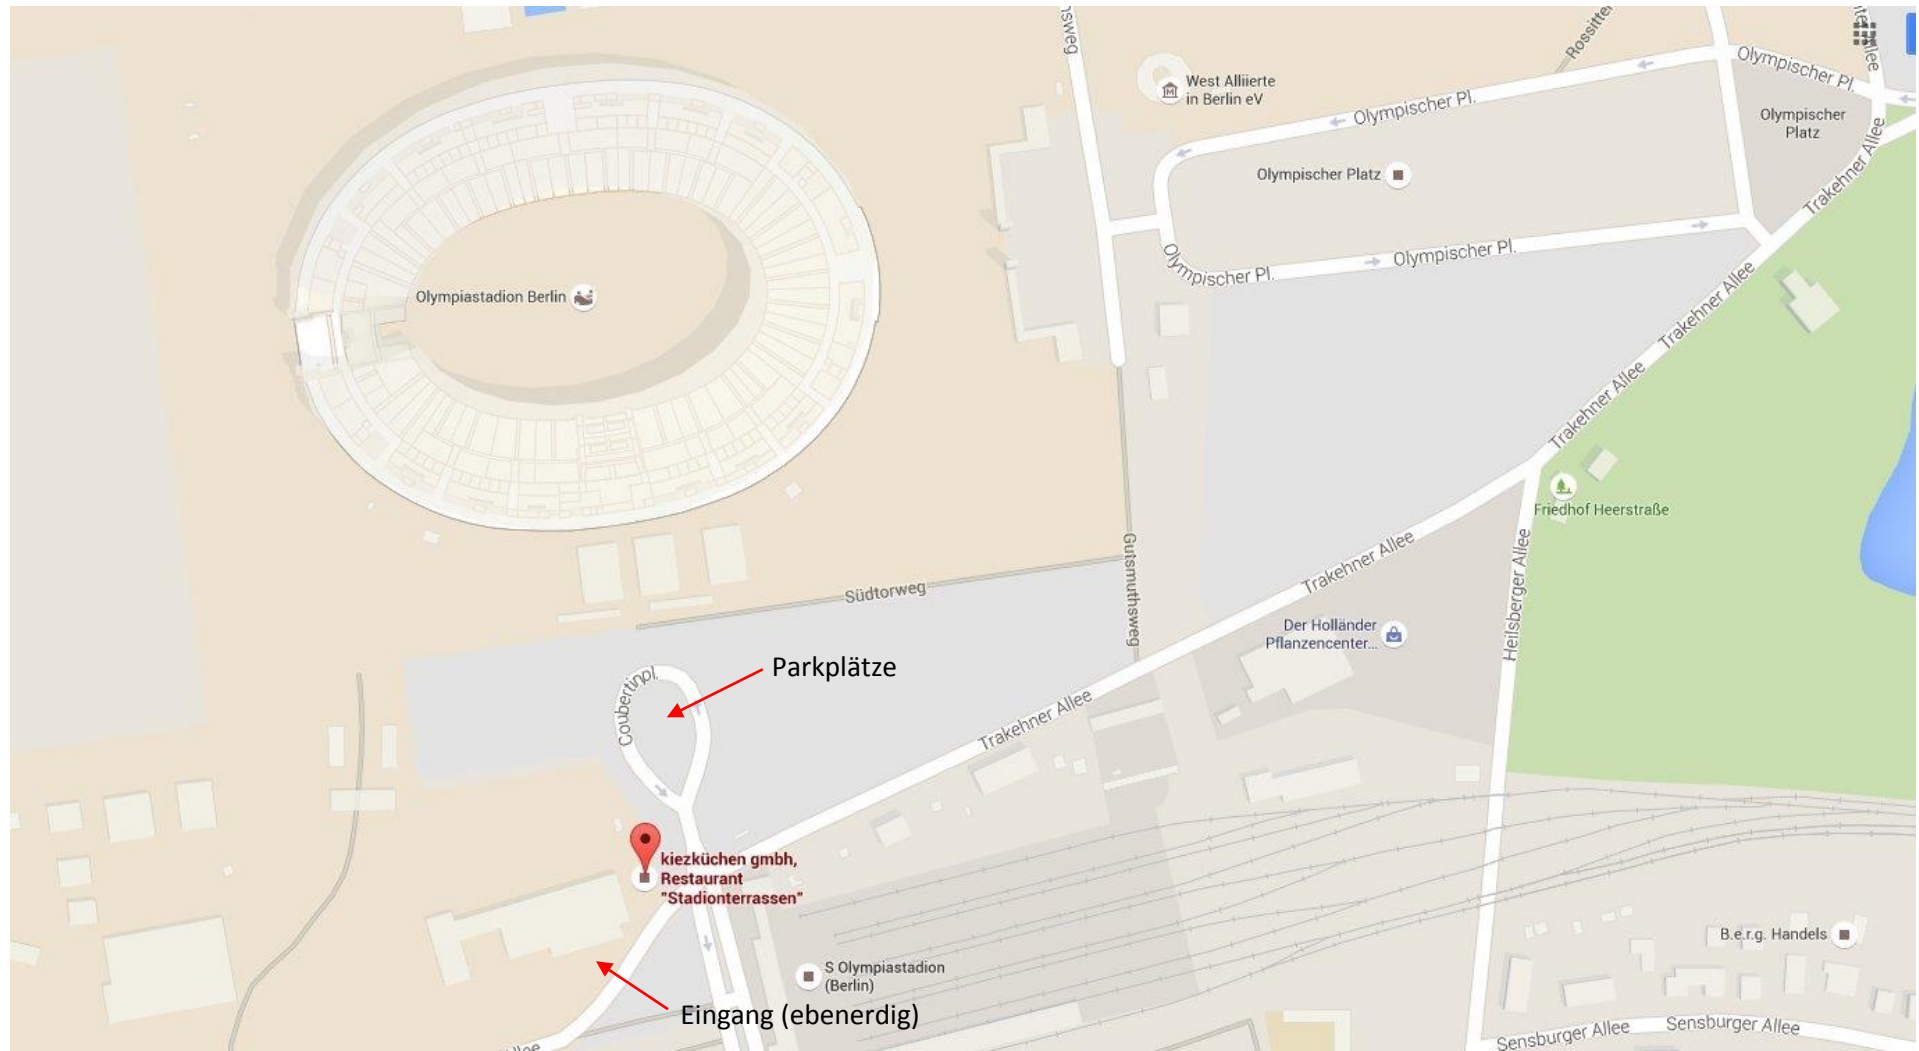 nsweg
Rossitter
West Alliierte
in Berlin eV
Olympischer Pl.
Olympischer Pl.
Olympischer
Platz
Trakehner Allee
Olympischer Platz
Olympischer Pl.
Olympischer Pl.
Trakehner Allee
Olympiastadion Berlin
Trakehner Allee
Friedhof Heerstraße
Gutsmuthsweg
Trakehner Allee
Heilsberger Allee
Südtorweg
Der Holländer
Pflanzencenter...
Parkplätze
Coubertinpl.
Trakehner Allee
kiezküchen gmbh,
Restaurant
"Stadionterrassen"
B.e.r.g. Handels
S Olympiastadion
(Berlin)
Eingang (ebenerdig)
Sensburger Allee
Sensburger Allee